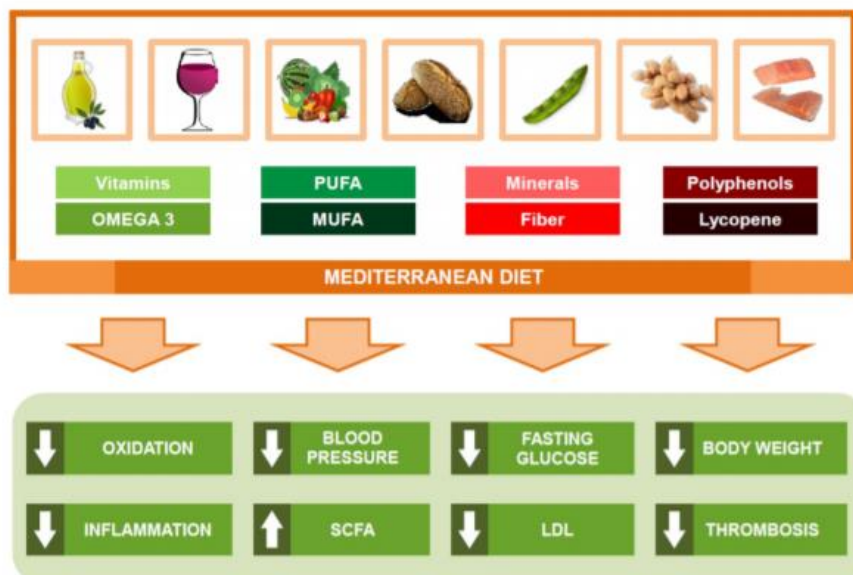 Vitamins
PUFA
Minerals
Polyphenols
OMEGA 3
MUFA
Fiber
Lycopene
MEDITERRANEAN DIET
OXIDATION
BLOOD
PRESSURE
FASTING
GLUCOSE
BODY WEIGHT
INFLAMMATION
SCFA
LDL
THROMBOSIS